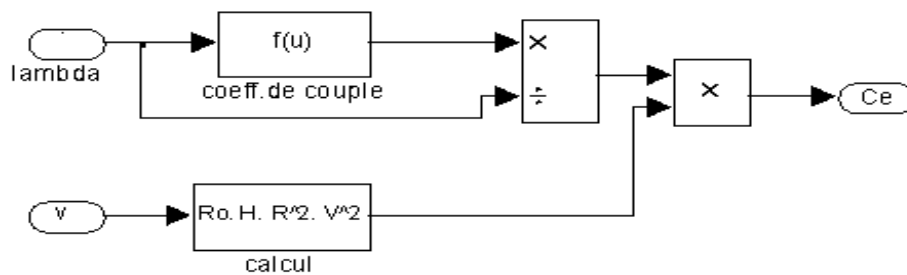 f(u)
×
lambda
coeff.de couple
÷
×
Ce
v
Ro. H. R^2. V^2
calcul